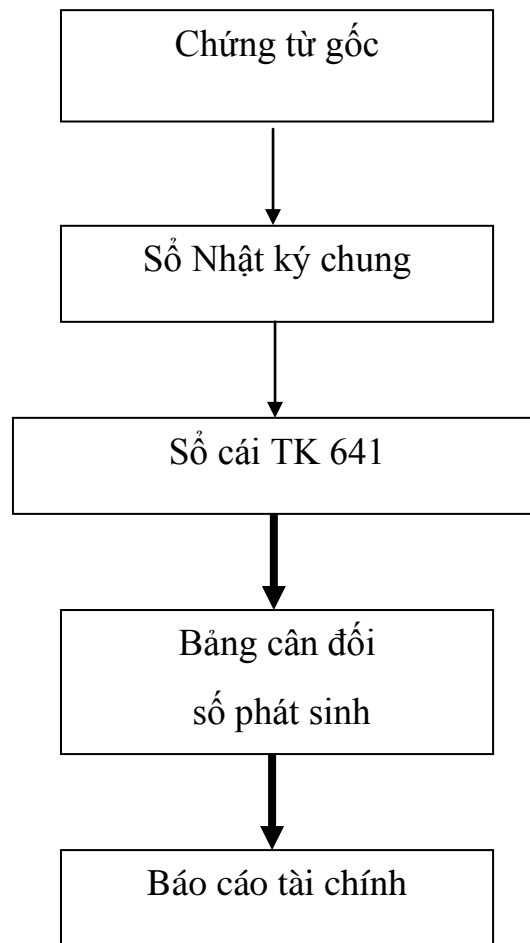 Chứng từ gốc
Sổ Nhật ký chung
Sổ cái TK 641
Bảng cân đối
số phát sinh
Báo cáo tài chính